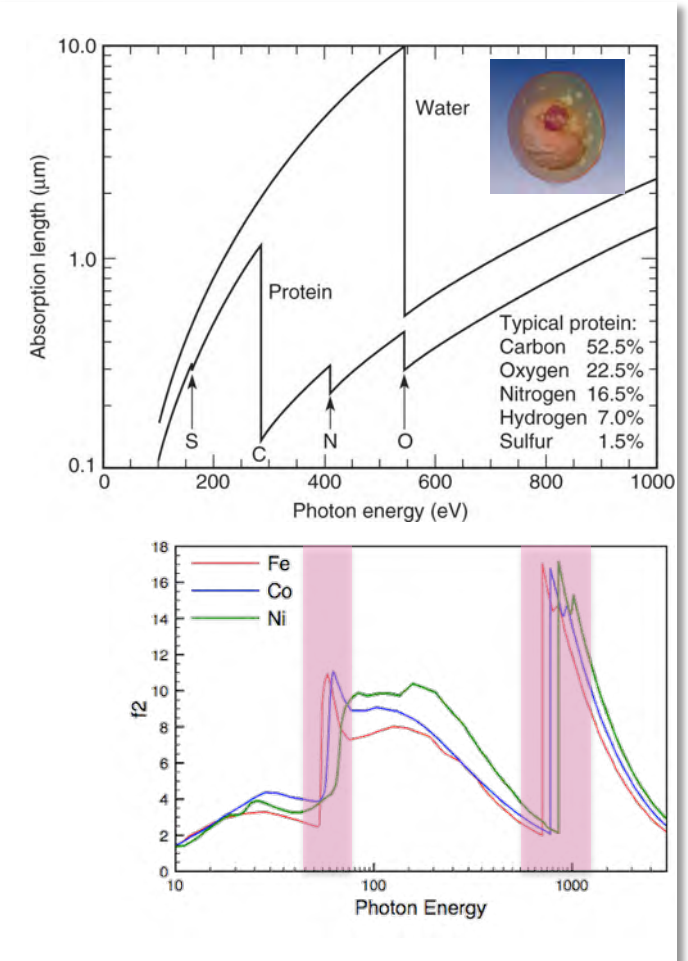 10.0
1.0
0.1
Absorption length (μm)
Water
Protein
S
C
N
O
Typical protein:
Carbon 52.5%
Oxygen 22.5%
Nitrogen 16.5%
Hydrogen 7.0%
Sulfur 1.5%
0 200 400 600 800 1000
Photon energy (eV)
18
16
14
12
10
8
6
4
2
0
f2
Fe
Co
Ni
10 100 1000
Photon Energy